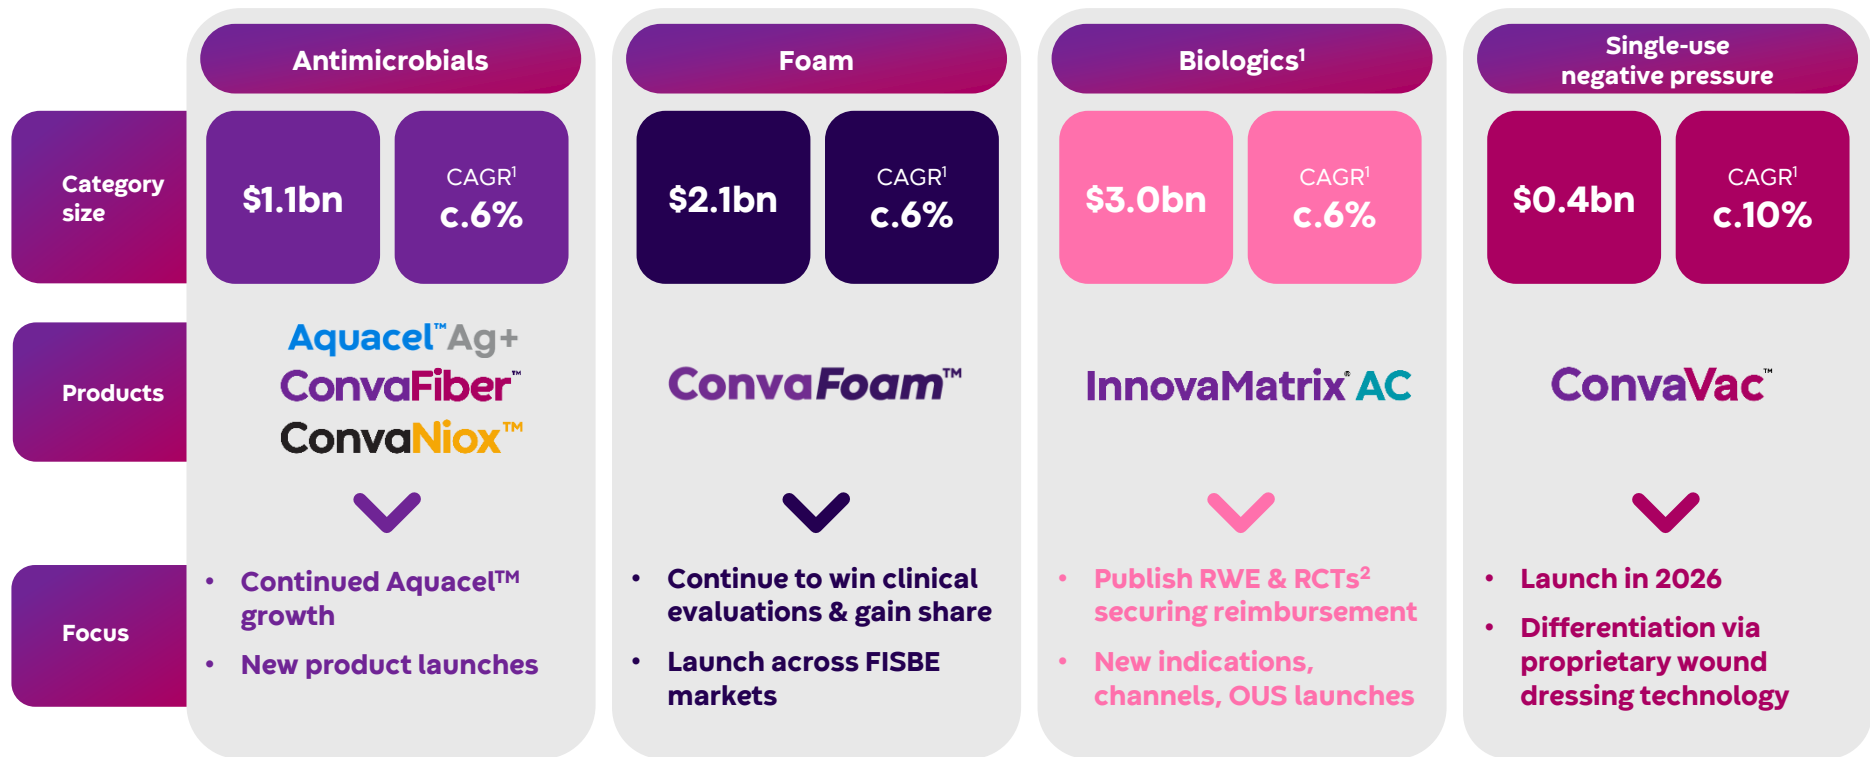 Antimicrobials
Foam
Biologics¹
Single-use
negative pressure
Category
size
$1.1bn
CAGR¹
c.6%
$2.1bn
CAGR¹
c.6%
$3.0bn
CAGR¹
c.6%
$0.4bn
CAGR¹
c.10%
Products
Aquacel™ Ag+
ConvaFiber™
ConvaNiox™
ConvaFoam™
InnovaMatrix® AC
ConvaVac™
Focus
• Continued Aquacel™
growth
• New product launches
• Continue to win clinical
evaluations & gain share
• Launch across FISBE
markets
• Publish RWE & RCTs²
securing reimbursement
• New indications,
channels, OUS launches
• Launch in 2026
• Differentiation via
proprietary wound
dressing technology